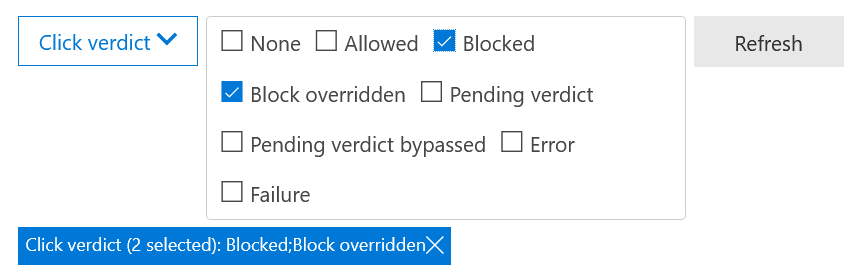 Click verdict
None Allowed Blocked
Refresh
Block overridden Pending verdict
Pending verdict bypassed Error
Failure
Click verdict (2 selected): Blocked;Block overridden